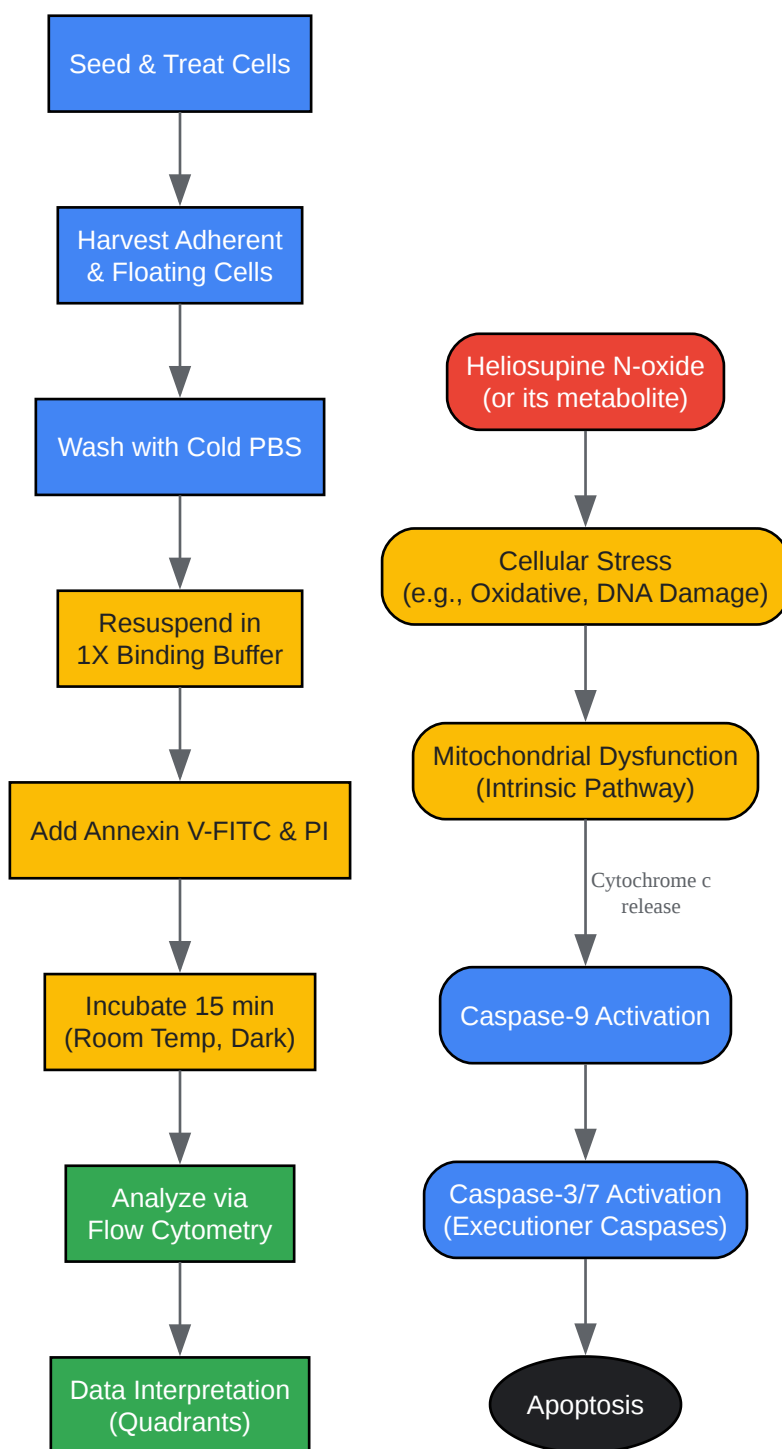 Seed & Treat Cells
Harvest Adherent
& Floating Cells
Wash with Cold PBS
Resuspend in
1X Binding Buffer
Add Annexin V-FITC & PI
Incubate 15 min
(Room Temp, Dark)
Analyze via
Flow Cytometry
Data Interpretation
(Quadrants)
Heliosupine N-oxide
(or its metabolite)
Cellular Stress
(e.g., Oxidative, DNA Damage)
Mitochondrial Dysfunction
(Intrinsic Pathway)
Cytochrome c
release
Caspase-9 Activation
Caspase-3/7 Activation
(Executioner Caspases)
Apoptosis